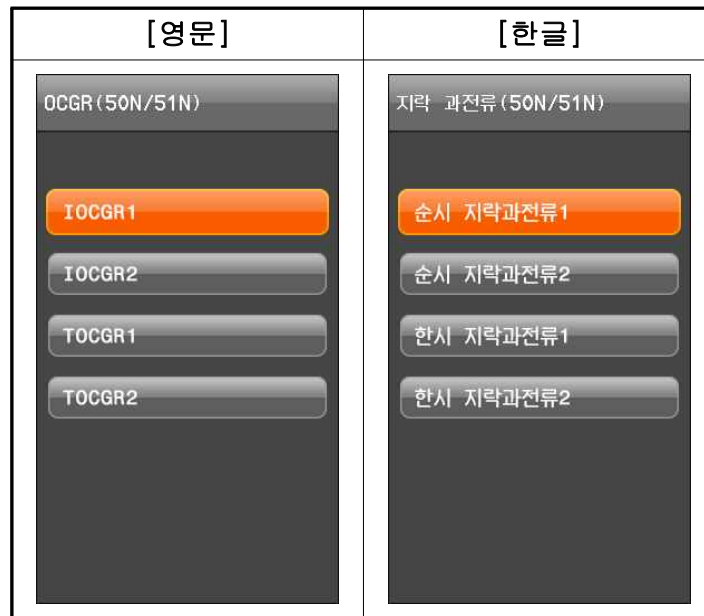 [영문]
[한글]
OCGR(50N/51N)
IOCGR1
IOCGR2
TOCGR1
TOCGR2
지락 과전류(50N/51N)
순시 지락과전류1
순시 지락과전류2
한시 지락과전류1
한시 지락과전류2